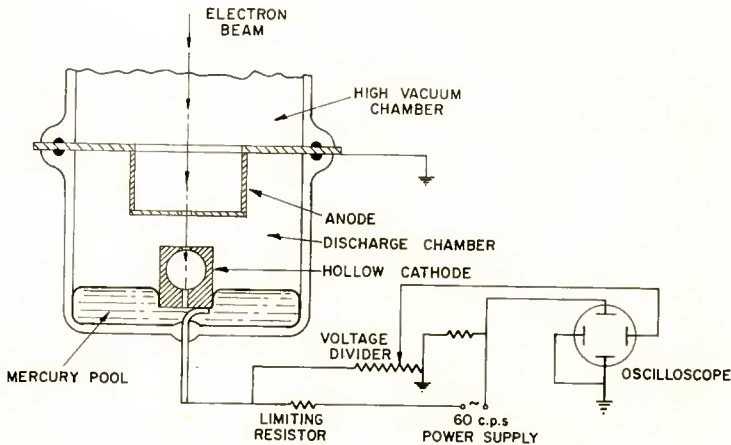 ELECTRON
BEAM
HIGH VACUUM
CHAMBER
ANODE
DISCHARGE CHAMBER
HOLLOW CATHODE
VOLTAGE
DIVIDER
MERCURY POOL
OSCILLOSCOPE
LIMITING
RESISTOR
~
60 c.p.s
POWER SUPPLY